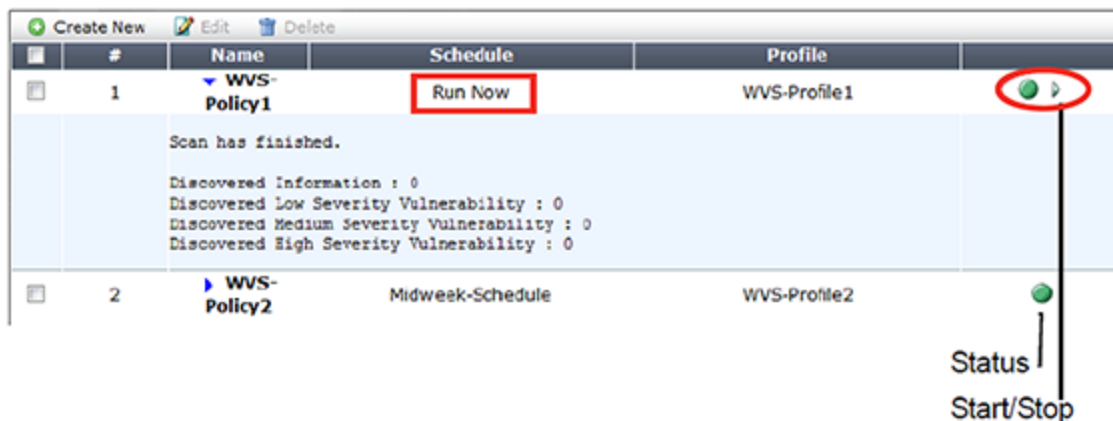 Create New Edit Delete
# Name Schedule Profile
1 WVS-Policy1 Run Now WVS-Profile1
Scan has finished.
Discovered Information : 0
Discovered Low Severity Vulnerability : 0
Discovered Medium Severity Vulnerability : 0
Discovered High Severity Vulnerability : 0
2 WVS-Policy2 Midweek-Schedule WVS-Profile2
Status
Start/Stop